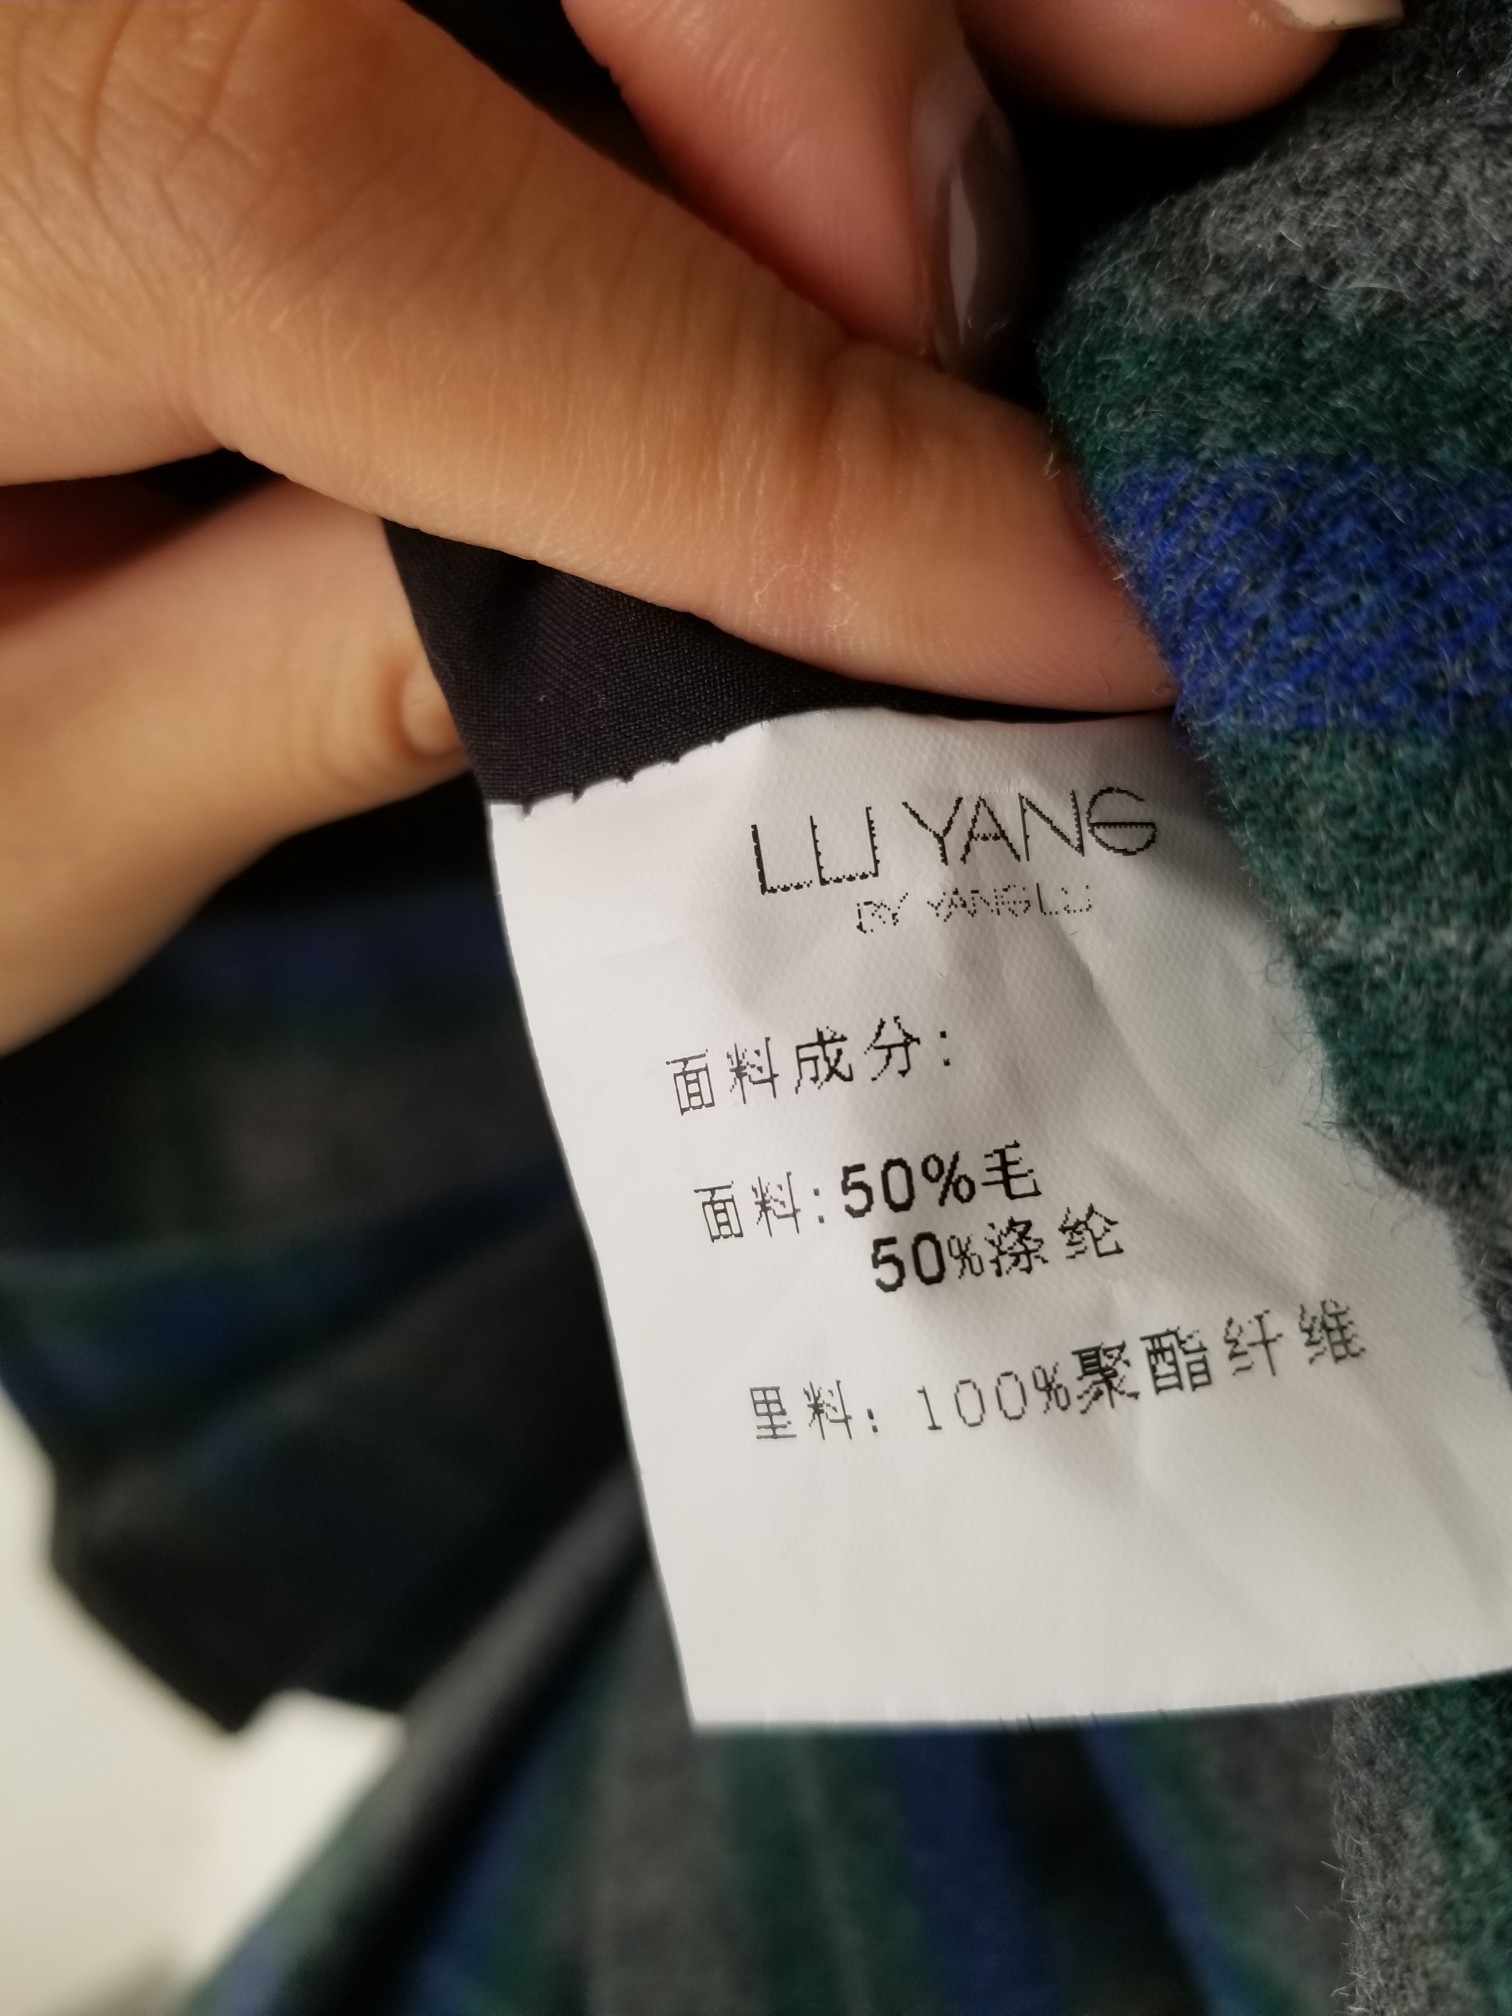 LU YANG
BY YANG LU
面料成分:
面料:50%毛
50%涤纶
里料: 100%聚酯纤维